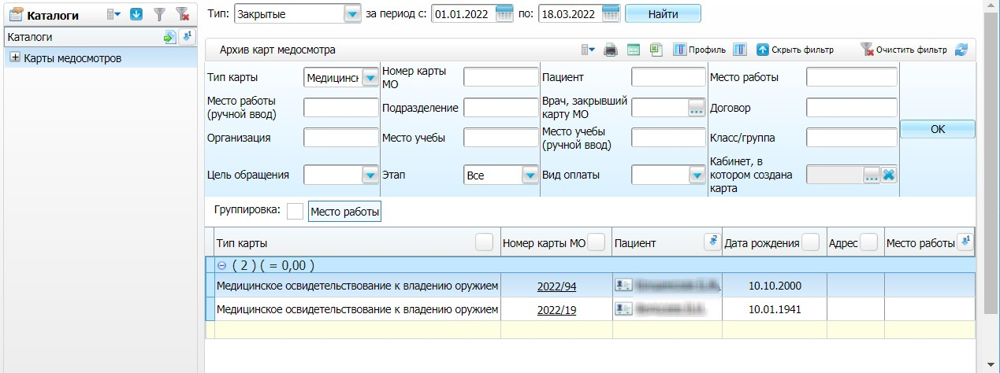 Каталоги
Каталоги
Карты медосмотров
Тип: Закрытые за период с: 01.01.2022 по: 18.03.2022 Найти
Архив карт медосмотра Профиль Скрыть фильтр Очистить фильтр
Тип карты Медицинск Номер карты МО Пациент Место работы
Место работы (ручной ввод) Подразделение Врач, закрывший карту МО ... Договор
Организация Место учебы Место учебы (ручной ввод) Класс/группа
OK
Цель обращения Этап Все Вид оплаты Кабинет, в котором создана карта ...
Группировка: Место работы
Тип карты Номер карты МО Пациент Дата рождения Адрес Место работы
( 2 ) ( = 0,00 )
Медицинское освидетельствование к владению оружием 2022/94 10.10.2000
Медицинское освидетельствование к владению оружием 2022/19 10.01.1941